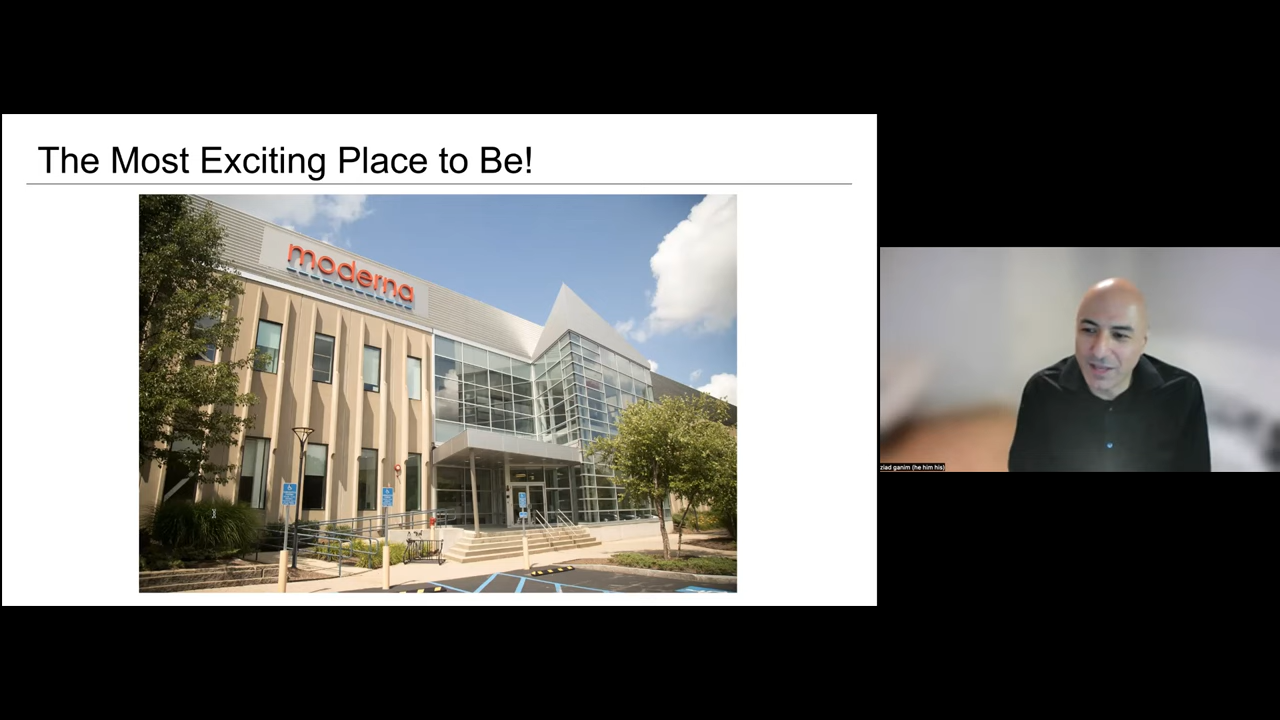 The Most Exciting Place to Be!
moderna
ziad ganim (he him his)